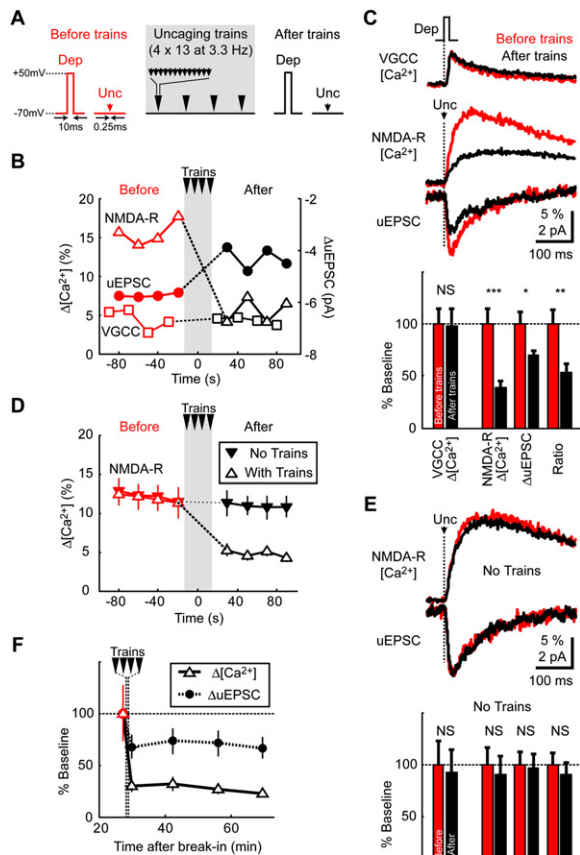 A
Before trains
Dep
+50mV
-70mV
10ms
Unc
0.25ms
Uncaging trains
(4 x 13 at 3.3 Hz)
After trains
Dep
Unc
B
Trains
Before
After
20
15
10
5
0
Δ[Ca²⁺] (%)
NMDA-R
uEPSC
VGCC
-2
-4
-6
-8
ΔuEPSC (pA)
-80
-40
0
40
80
Time (s)
C
Dep
Before trains
After trains
VGCC
[Ca²⁺]
Unc
NMDA-R
[Ca²⁺]
uEPSC
5 %
2 pA
100 ms
NS
***
*
**
% Baseline
100
50
0
Before trains
After trains
VGCC
Δ[Ca²⁺]
NMDA-R
Δ[Ca²⁺]
ΔuEPSC
Ratio
D
Trains
Before
After
20
15
10
5
0
Δ[Ca²⁺] (%)
NMDA-R
No Trains
With Trains
-80
-40
0
40
80
Time (s)
E
Unc
NMDA-R
[Ca²⁺]
No Trains
uEPSC
5 %
2 pA
100 ms
No Trains
NS
NS
NS
NS
% Baseline
100
50
Before
After
F
Trains
Δ[Ca²⁺]
ΔuEPSC
100
50
0
% Baseline
20
40
60
Time after break-in (min)